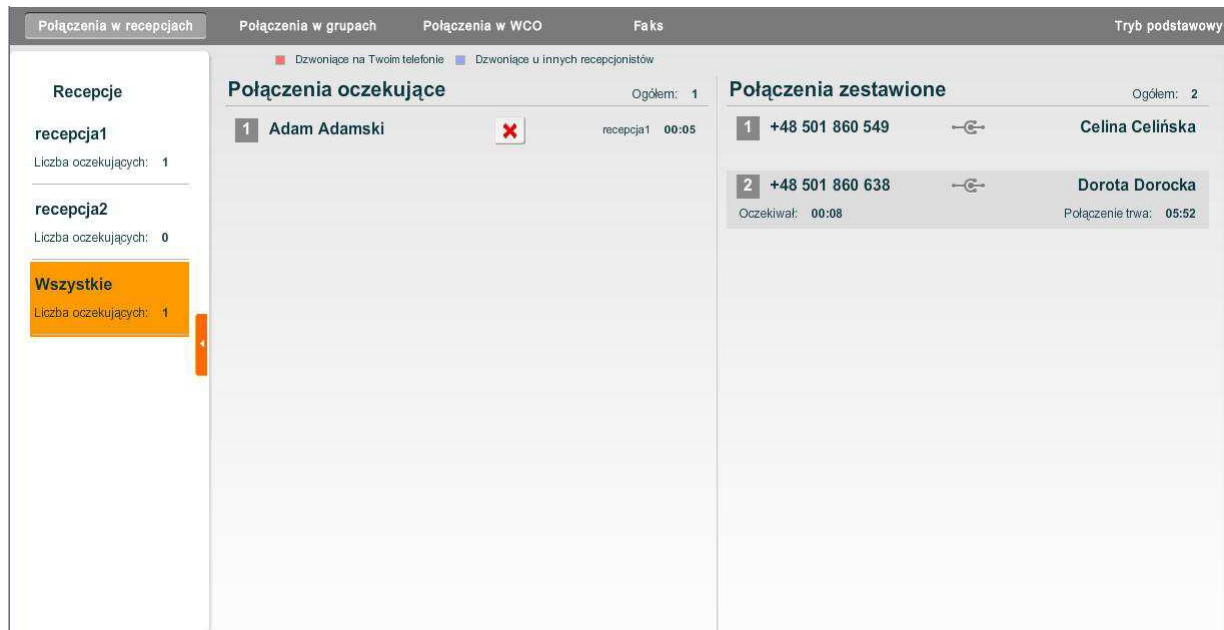 Połączenia w recepcjach Połączenia w grupach Połączenia w WCO Faks Tryb podstawowy
Dzwoniące na Twoim telefonie Dzwoniące u innych recepcjonistów
Recepcje
recepcja1
Liczba oczekujących: 1
recepcja2
Liczba oczekujących: 0
Wszystkie
Liczba oczekujących: 1
Połączenia oczekujące Ogółem: 1
1 Adam Adamski recepcja1 00:05
Połączenia zestawione Ogółem: 2
1 +48 501 860 549 Celina Celińska
2 +48 501 860 638 Dorota Dorocka
Oczekiwał: 00:08 Połączenie trwa: 05:52